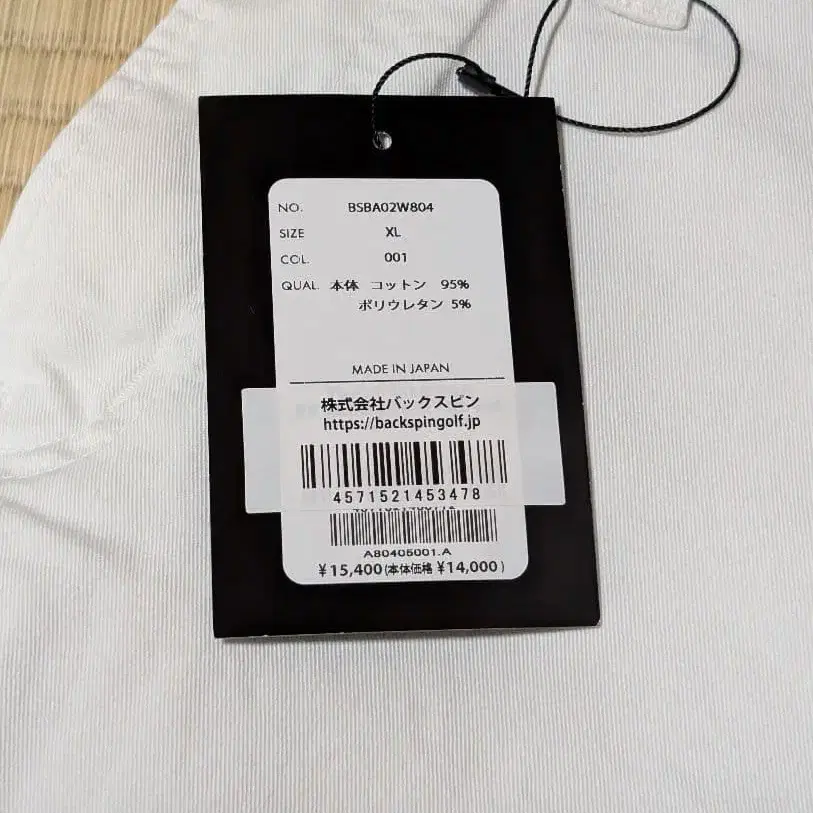 NO. BSBA02W804
SIZE XL
COL. 001
QUAL. 本体 コットン 95%
ポリウレタン 5%
MADE IN JAPAN
株式会社バックスピン
https://backspingolf.jp
4571521453478
A80405001.A
¥15,400(本体価格 ¥14,000)